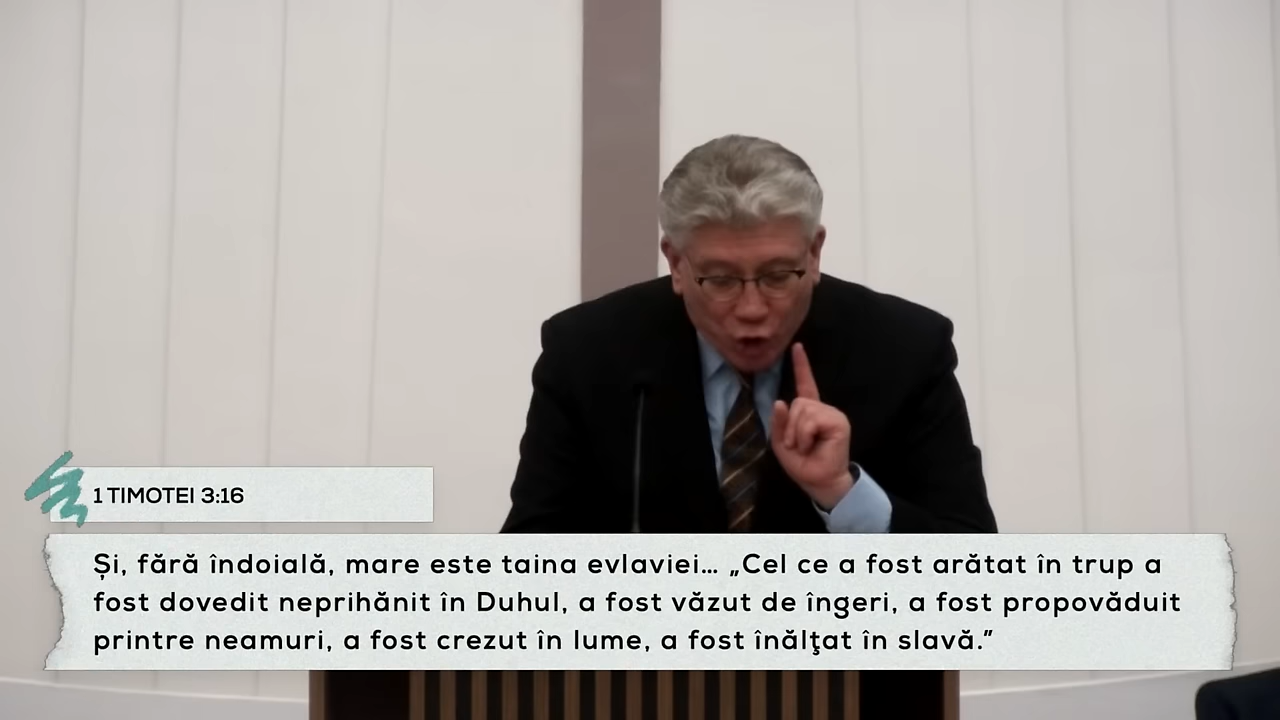 1 TIMOTEI 3:16
Și, fără îndoială, mare este taina evlaviei… „Cel ce a fost arătat în trup a
fost dovedit neprihănit în Duhul, a fost văzut de îngeri, a fost propovăduit
printre neamuri, a fost crezut în lume, a fost înălţat în slavă.”